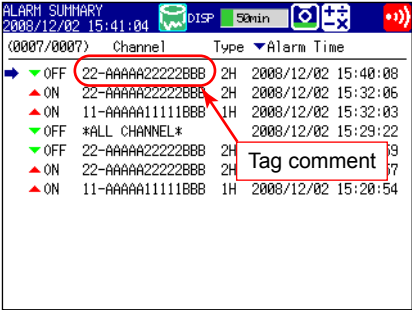 ALARM SUMMARY
2008/12/02 15:41:04 DISP 50min
(0007/0007) Channel Type ▼Alarm Time
OFF 22-AAAAA22222BBB 2H 2008/12/02 15:40:08
ON 22-AAAAA22222BBB 2H 2008/12/02 15:32:06
ON 11-AAAAA11111BBB 1H 2008/12/02 15:32:03
OFF *ALL CHANNEL* 2008/12/02 15:29:22
OFF 22-AAAAA22222BBB 2H
ON 22-AAAAA22222BBB 2H
ON 11-AAAAA11111BBB 1H 2008/12/02 15:20:54
Tag comment